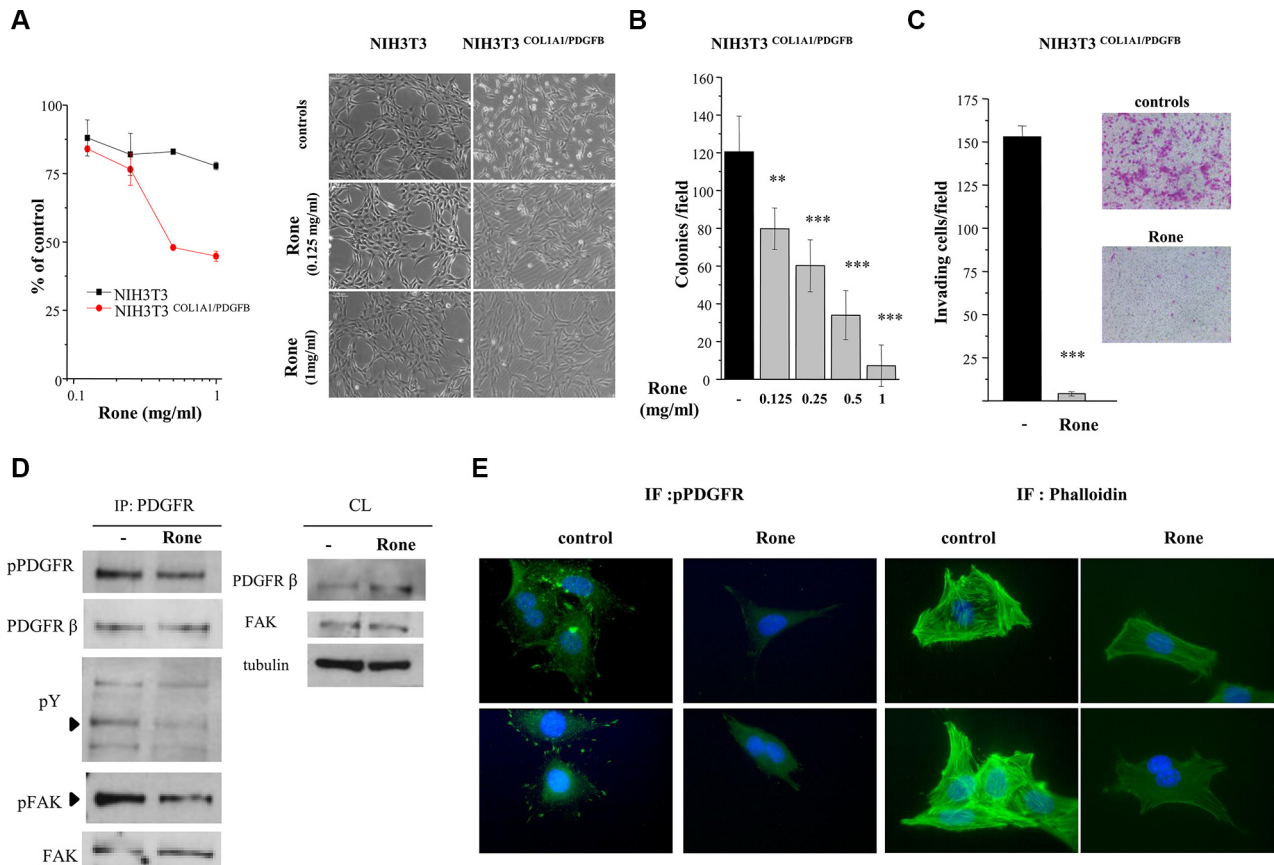 A
NIH3T3
NIH3T3 COL1A1/PDGFB
100
75
50
25
0
% of control
NIH3T3
NIH3T3 COL1A1/PDGFB
0.1
1
Rone (mg/ml)
controls
Rone
(0.125 mg/ml)
Rone
(1mg/ml)
B
NIH3T3 COL1A1/PDGFB
160
140
120
100
80
60
40
20
0
Colonies /field
**
***
***
***
Rone
(mg/ml)
- 0.125 0.25 0.5 1
C
NIH3T3 COL1A1/PDGFB
175
150
125
100
75
50
25
Invading cells/field
***
- Rone
controls
Rone
D
IP: PDGFR
- Rone
pPDGFR
PDGFR β
pY
pFAK
FAK
CL
- Rone
PDGFR β
FAK
tubulin
E
IF :pPDGFR
IF : Phalloidin
control
Rone
control
Rone